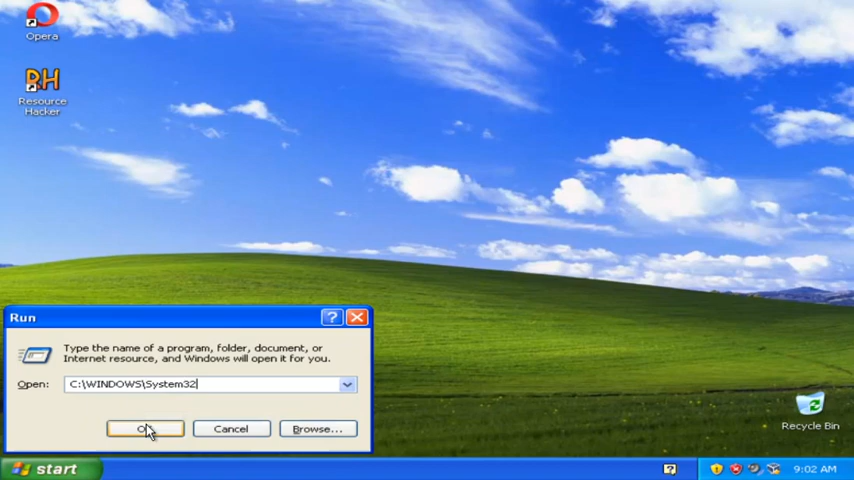 Opera
RH
Resource
Hacker
Run
Type the name of a program, folder, document, or
Internet resource, and Windows will open it for you.
Open:
C:\WINDOWS\System32
Cancel
Browse...
Recycle Bin
start
9:02 AM